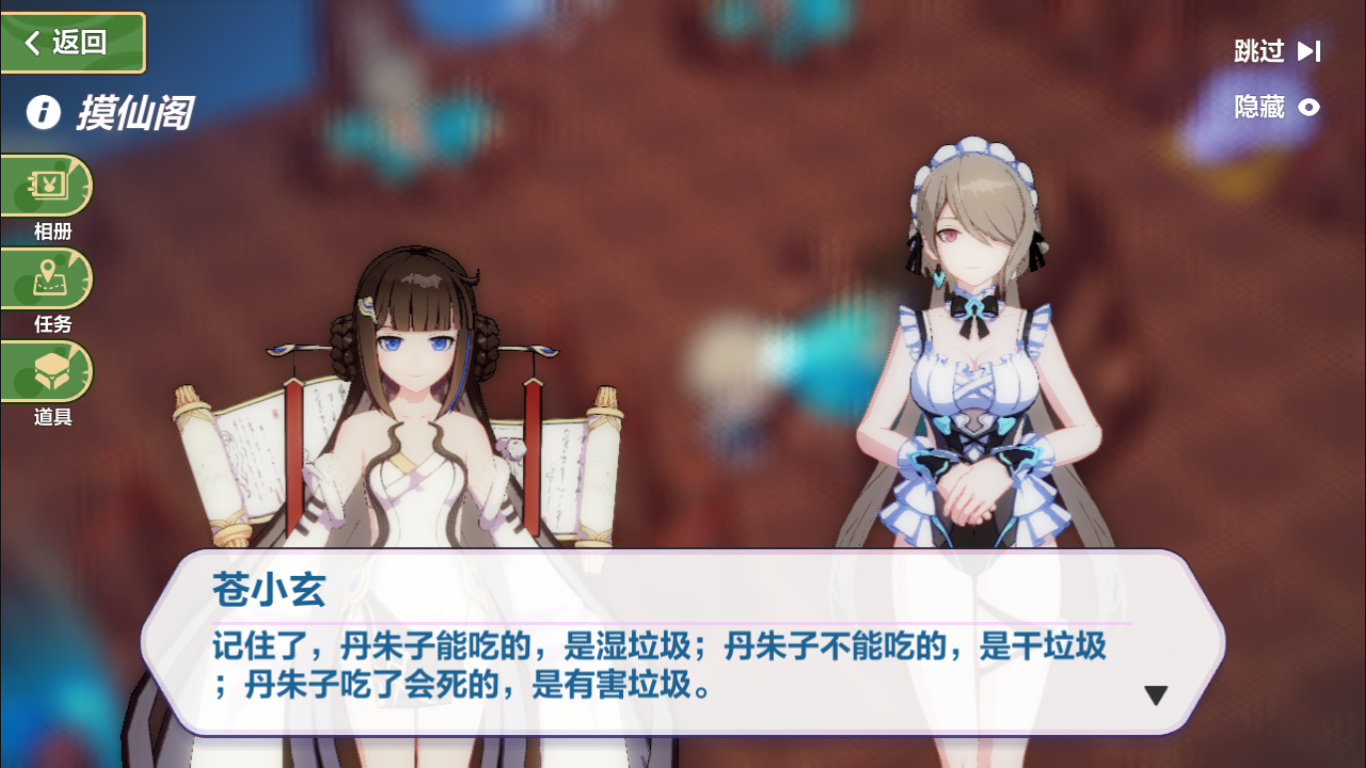 返回
跳过
摸仙阁
隐藏
相册
任务
道具
苍小玄
记住了，丹朱子能吃的，是湿垃圾；丹朱子不能吃的，是干垃圾
；丹朱子吃了会死的，是有害垃圾。